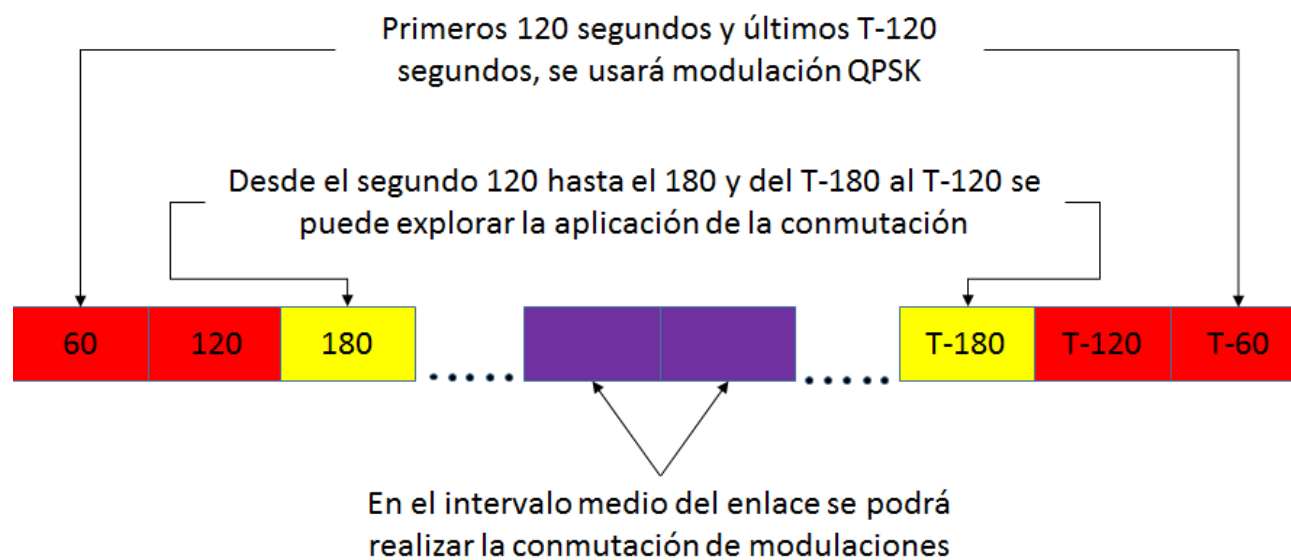 Primeros 120 segundos y últimos T-120
segundos, se usará modulación QPSK
Desde el segundo 120 hasta el 180 y del T-180 al T-120 se
puede explorar la aplicación de la conmutación
60 120 180 T-180 T-120 T-60
En el intervalo medio del enlace se podrá
realizar la conmutación de modulaciones